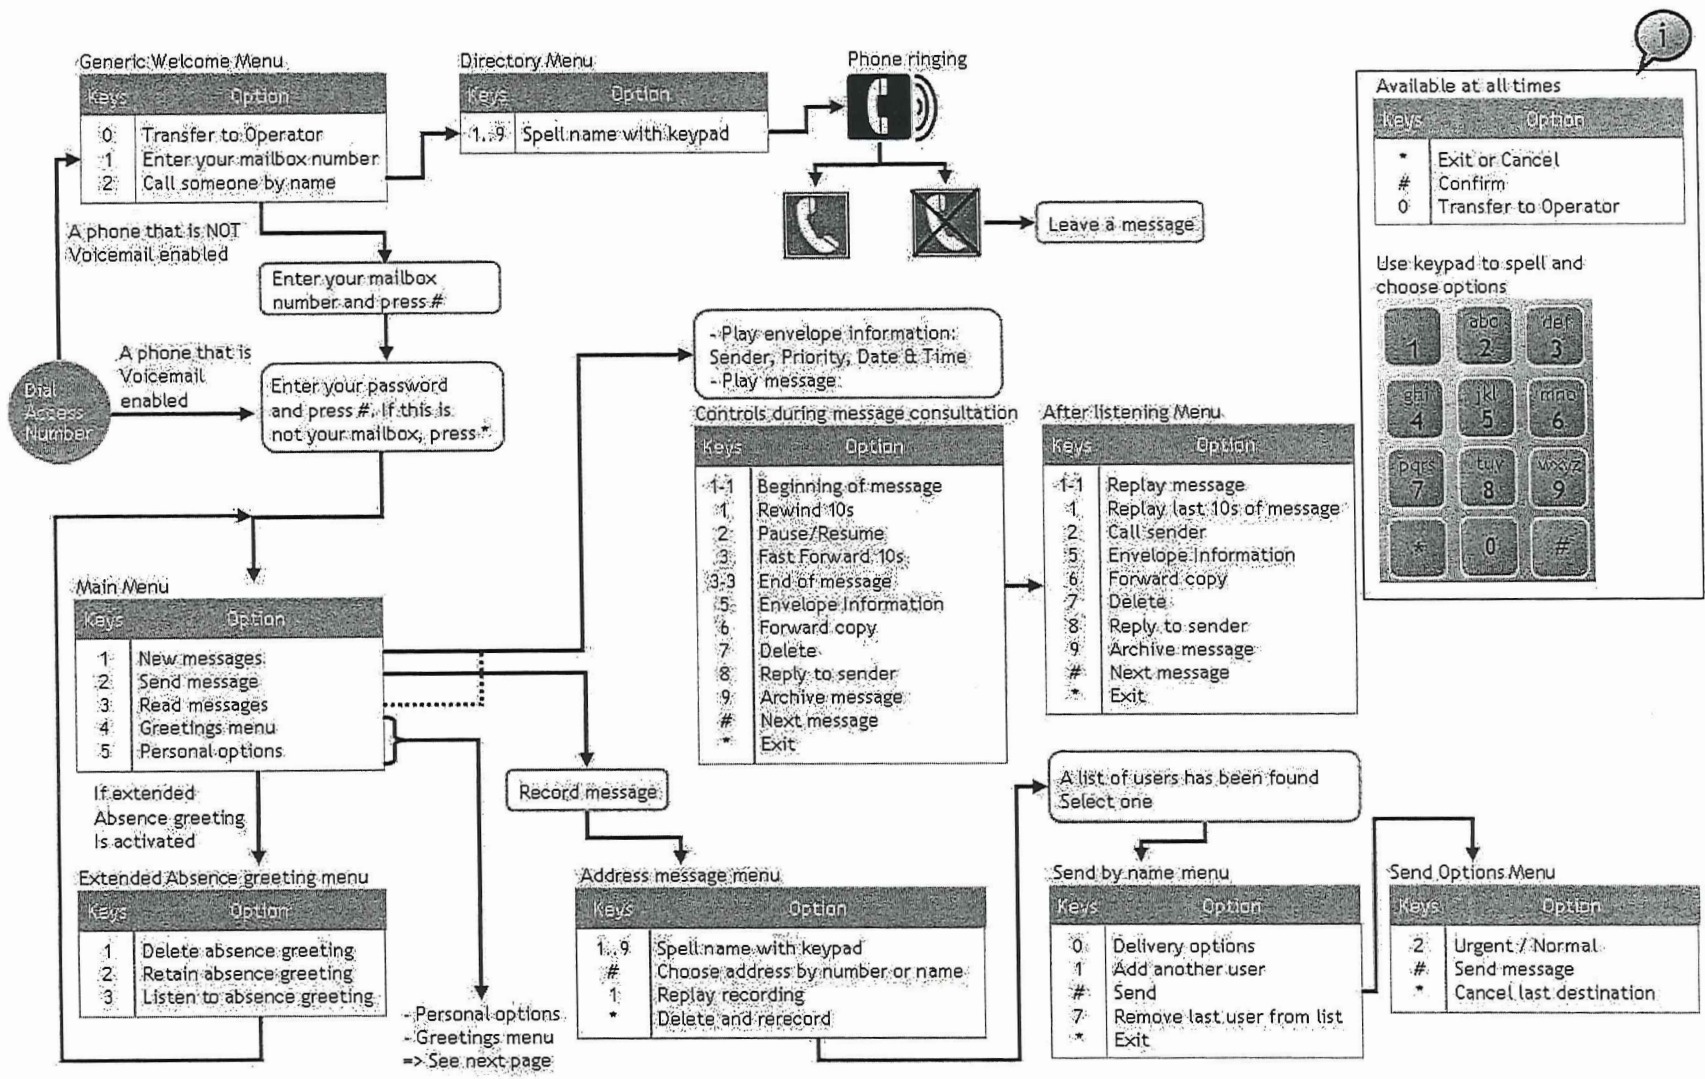 Generic Welcome Menu
Keys Option
0 Transfer to Operator
1 Enter your mailbox number
2 Call someone by name
Directory Menu
Keys Option
1..9 Spell name with keypad
Phone ringing
Leave a message
i
Available at all times
Keys Option
* Exit or Cancel
# Confirm
0 Transfer to Operator
Use keypad to spell and
choose options
1
abc
2
def
3
ghi
4
jkl
5
mno
6
pqrs
7
tuv
8
wxyz
9
*
0
#
A phone that is NOT
Voicemail enabled
Enter your mailbox
number and press #
Dial
Access
Number
A phone that is
Voicemail
enabled
Enter your password
and press #. If this is
not your mailbox, press *
- Play envelope information:
Sender, Priority, Date & Time
- Play message:
Controls during message consultation
Keys Option
1-1 Beginning of message
1 Rewind 10s
2 Pause/Resume
3 Fast Forward 10s
3-3 End of message
5 Envelope Information
6 Forward copy
7 Delete
8 Reply to sender
9 Archive message
# Next message
* Exit
After listening Menu
Keys Option
1-1 Replay message
1 Replay last 10s of message
2 Call sender
5 Envelope Information
6 Forward copy
7 Delete
8 Reply to sender
9 Archive message
# Next message
* Exit
Main Menu
Keys Option
1 New messages
2 Send message
3 Read messages
4 Greetings menu
5 Personal options
If extended
Absence greeting
Is activated
Extended Absence greeting menu
Keys Option
1 Delete absence greeting
2 Retain absence greeting
3 Listen to absence greeting
- Personal options
- Greetings menu
=> See next page
Record message
Address message menu
Keys Option
1..9 Spell name with keypad
# Choose address by number or name
1 Replay recording
* Delete and rerecord
A list of users has been found
Select one
Send by name menu
Keys Option
0 Delivery options
1 Add another user
# Send
7 Remove last user from list
* Exit
Send Options Menu
Keys Option
2 Urgent / Normal
# Send message
* Cancel last destination